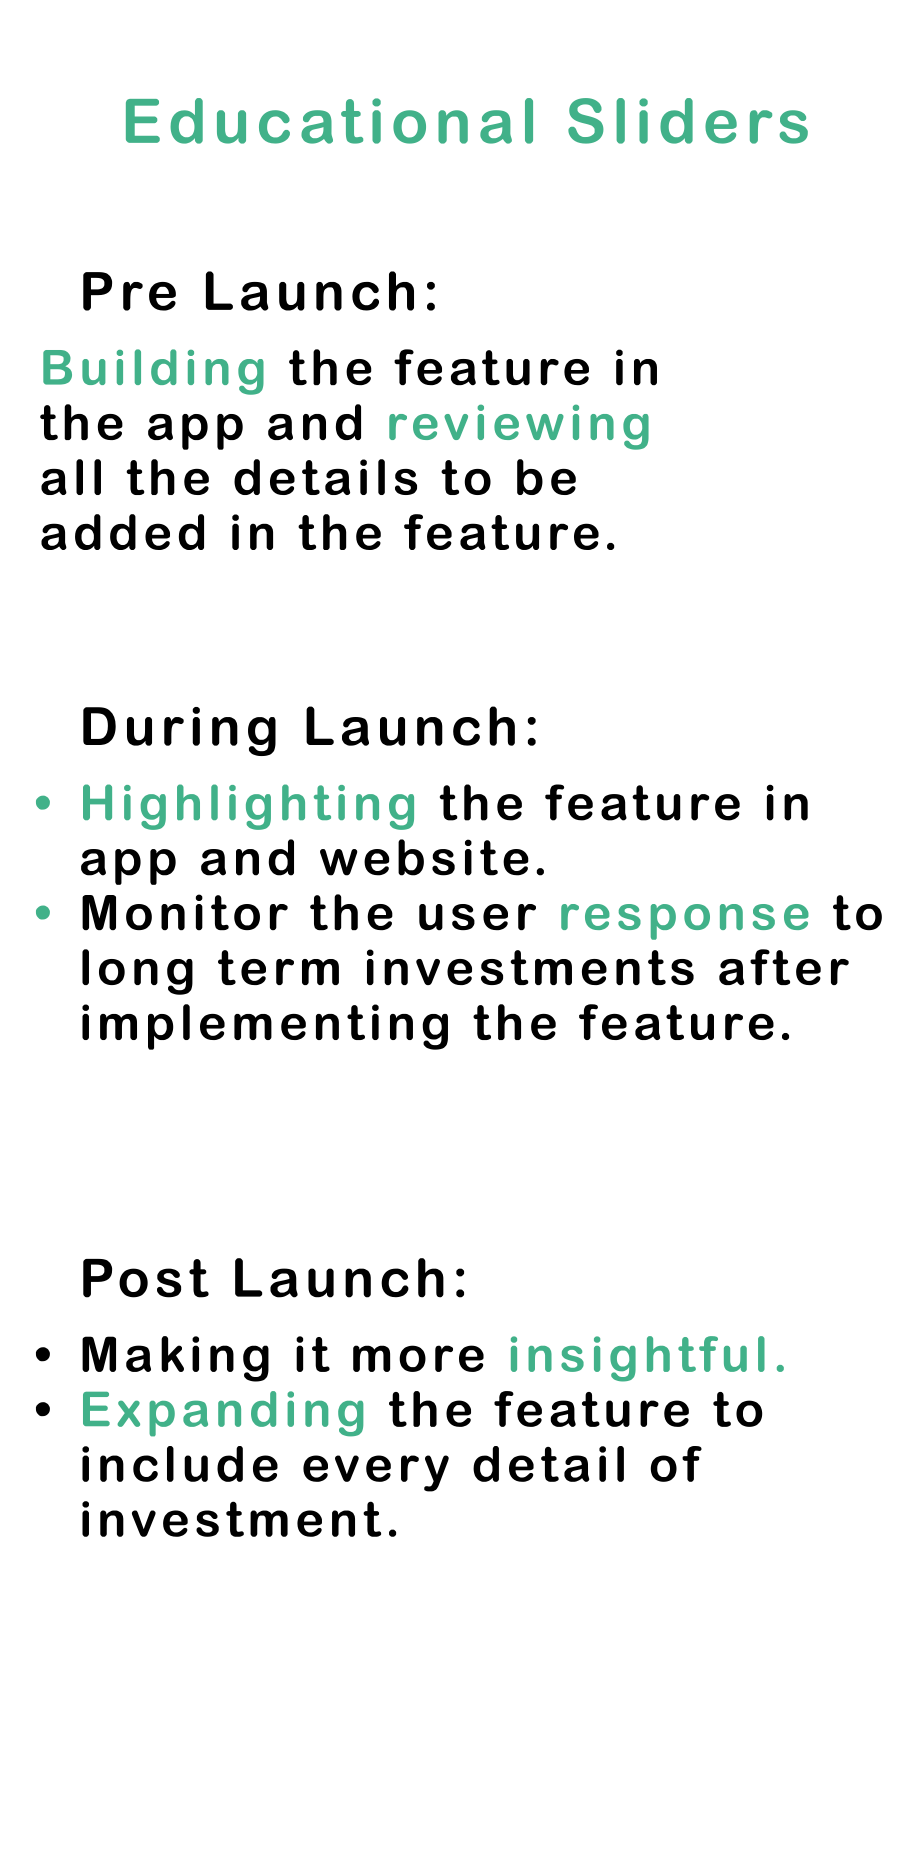 Educational Sliders
Pre Launch:
Building the feature in
the app and reviewing
all the details to be
added in the feature.
During Launch:
• Highlighting the feature in
app and website.
• Monitor the user response to
long term investments after
implementing the feature.
Post Launch:
• Making it more insightful.
• Expanding the feature to
include every detail of
investment.